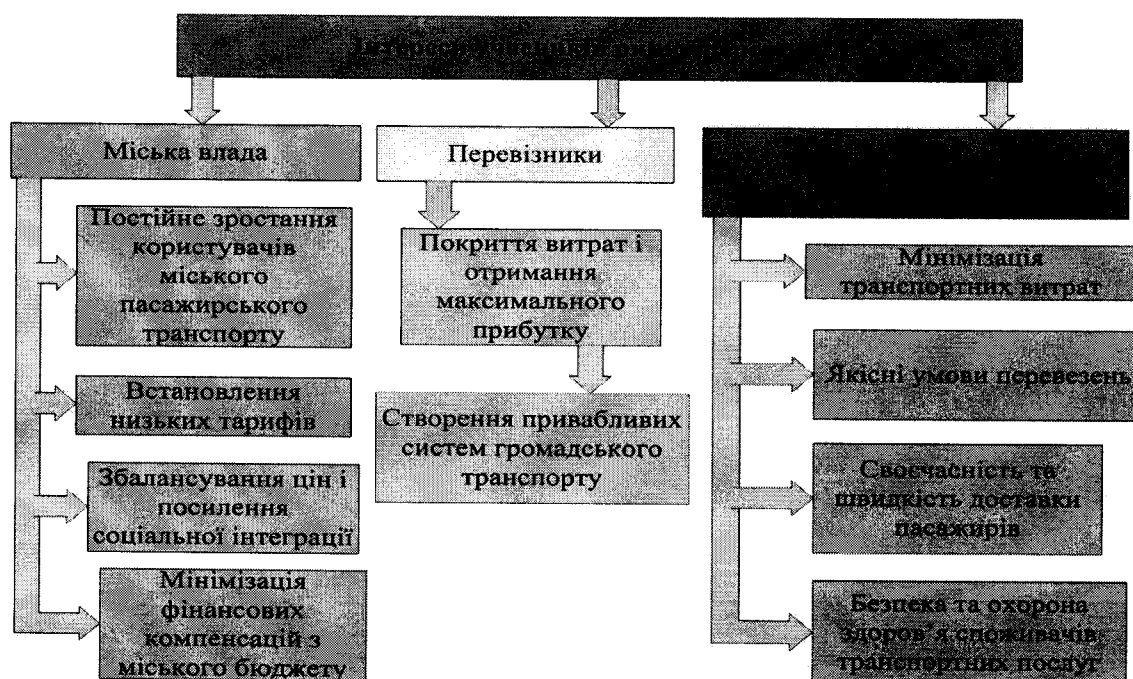 Інтереси учасників
Міська влада
Перевізники
Постійне зростання
користувачів
міського
пасажирського
транспорту
Встановлення
низьких тарифів
Збалансування цін і
посилення
соціальної інтеграції
Мінімізація
фінансових
компенсацій з
міського бюджету
Покриття витрат і
отримання
максимального
прибутку
Створення привабливих
систем громадського
транспорту
Мінімізація
транспортних витрат
Якісні умови перевезень
Своєчасність та
швидкість доставки
пасажирів
Безпека та охорона
здоров’я споживачів
транспортних послуг